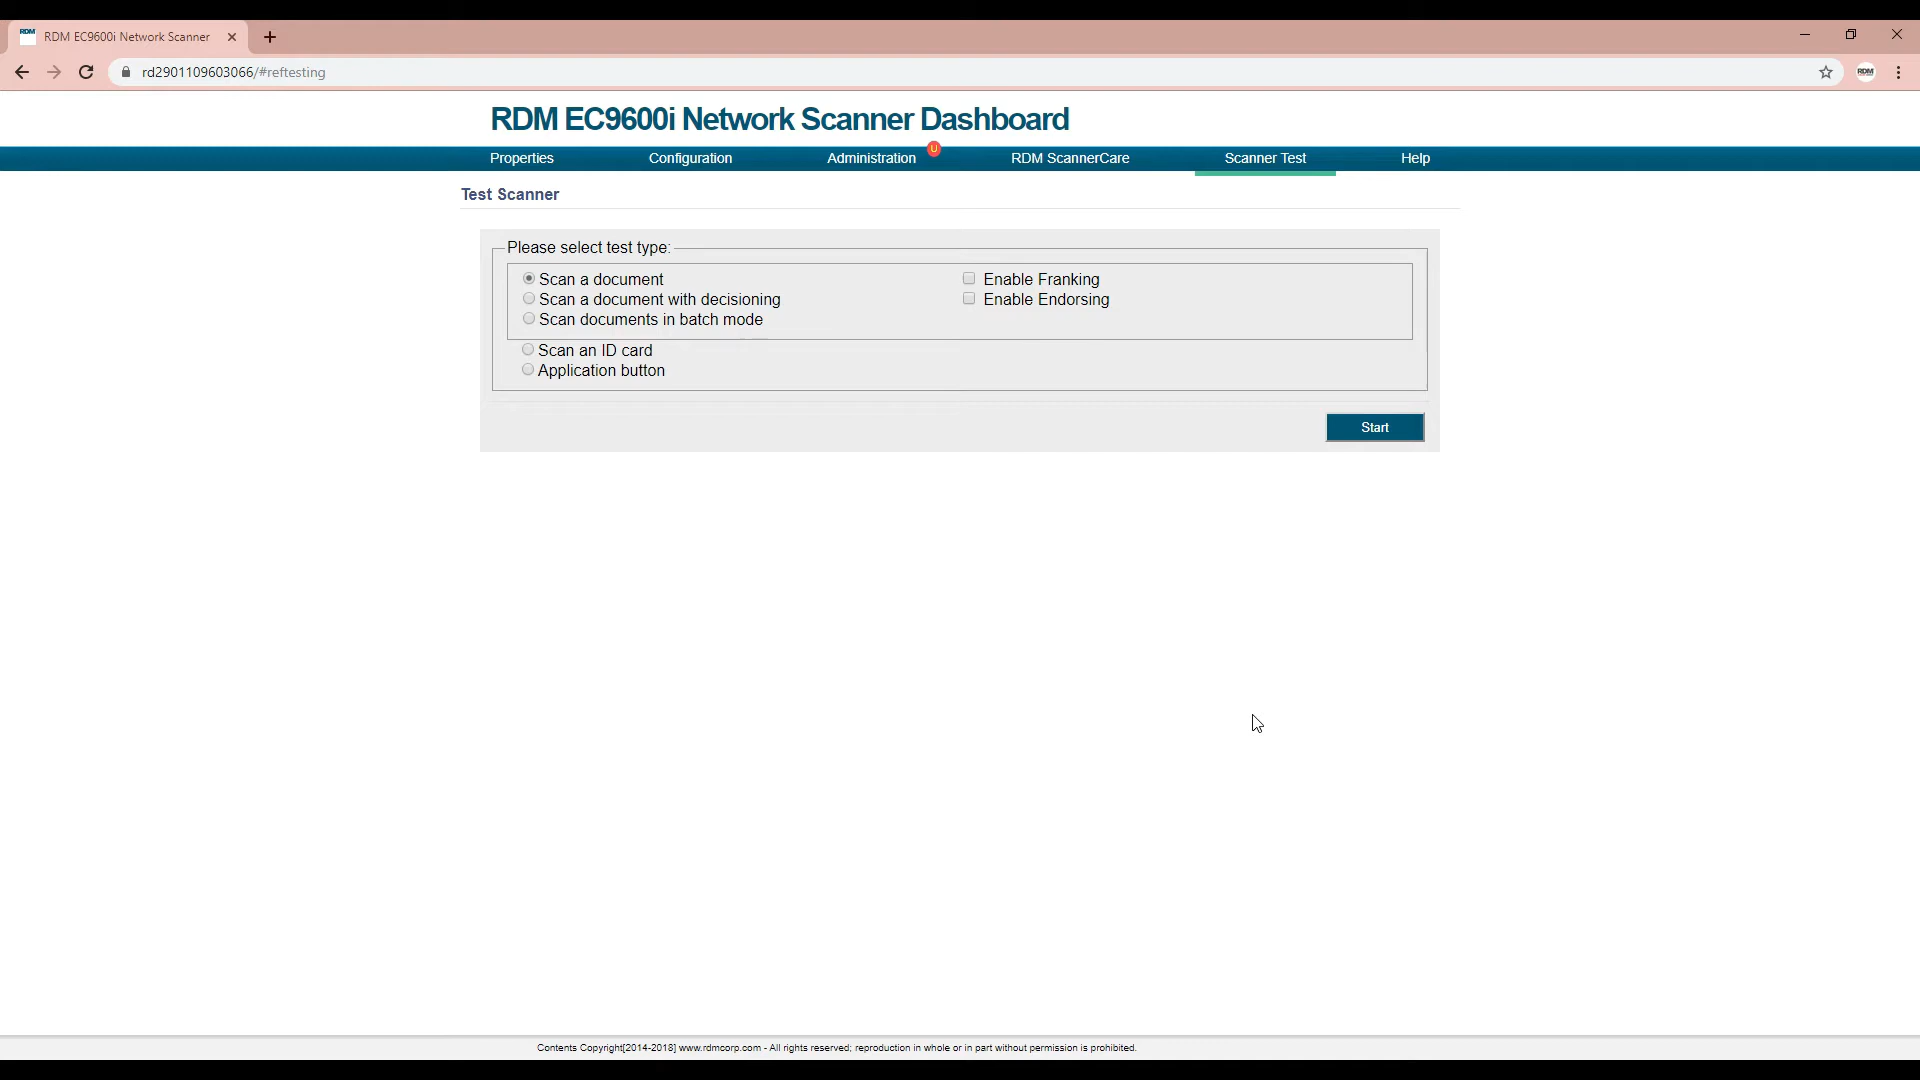 RDM
RDM EC9600i Network Scanner
rd2901109603066/#reftesting
RDM
RDM EC9600i Network Scanner Dashboard
Properties
Configuration
Administration
U
RDM ScannerCare
Scanner Test
Help
Test Scanner
Please select test type:
Scan a document
Enable Franking
Scan a document with decisioning
Enable Endorsing
Scan documents in batch mode
Scan an ID card
Application button
Start
Contents Copyright[2014-2018] www.rdmcorp.com - All rights reserved; reproduction in whole or in part without permission is prohibited.